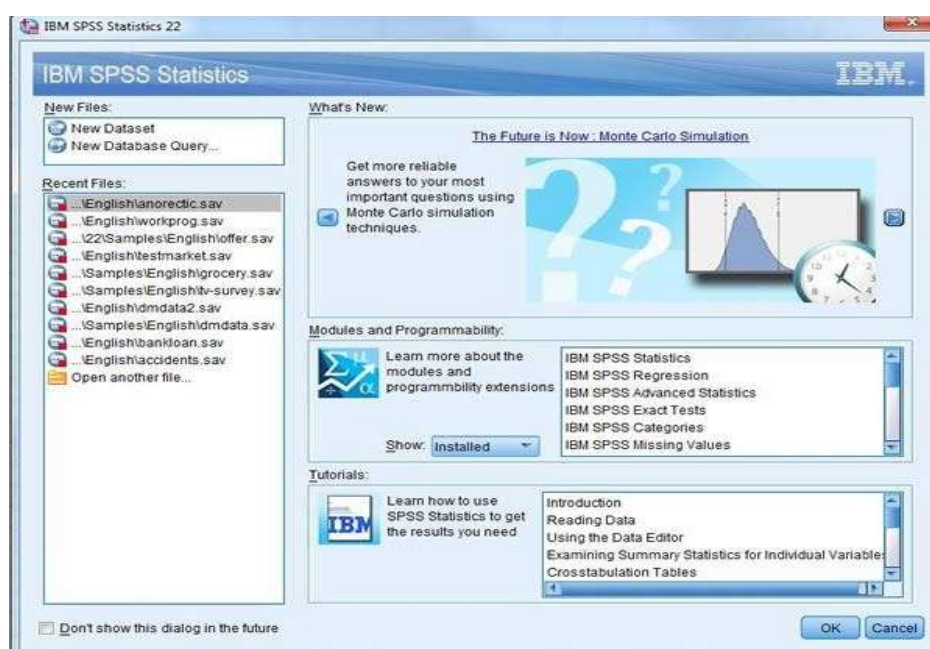 IBM SPSS Statistics 22
IBM SPSS Statistics
IBM.
New Files:
New Dataset
New Database Query...
Recent Files:
...\English\anorectic.sav
...\English\workprog.sav
...\22\Samples\English\offer.sav
...\English\testmarket.sav
...\Samples\English\grocery.sav
...\Samples\English\tv-survey.sav
...\English\dmdata2.sav
...\Samples\English\dmdata.sav
...\English\bankloan.sav
...\English\accidents.sav
Open another file...
What's New:
The Future is Now : Monte Carlo Simulation
Get more reliable
answers to your most
important questions using
Monte Carlo simulation
techniques.
Modules and Programmability:
Learn more about the
modules and
programmbility extensions
Show: Installed
IBM SPSS Statistics
IBM SPSS Regression
IBM SPSS Advanced Statistics
IBM SPSS Exact Tests
IBM SPSS Categories
IBM SPSS Missing Values
Tutorials:
IBM
Learn how to use
SPSS Statistics to get
the results you need
Introduction
Reading Data
Using the Data Editor
Examining Summary Statistics for Individual Variable
Crosstabulation Tables
Don't show this dialog in the future
OK
Cancel